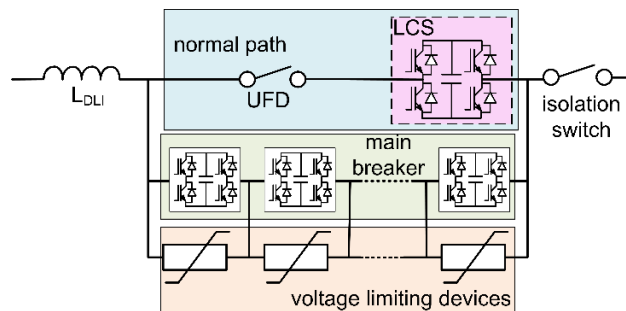 normal path
LCS
L_DLI
UFD
isolation
switch
main
breaker
voltage limiting devices